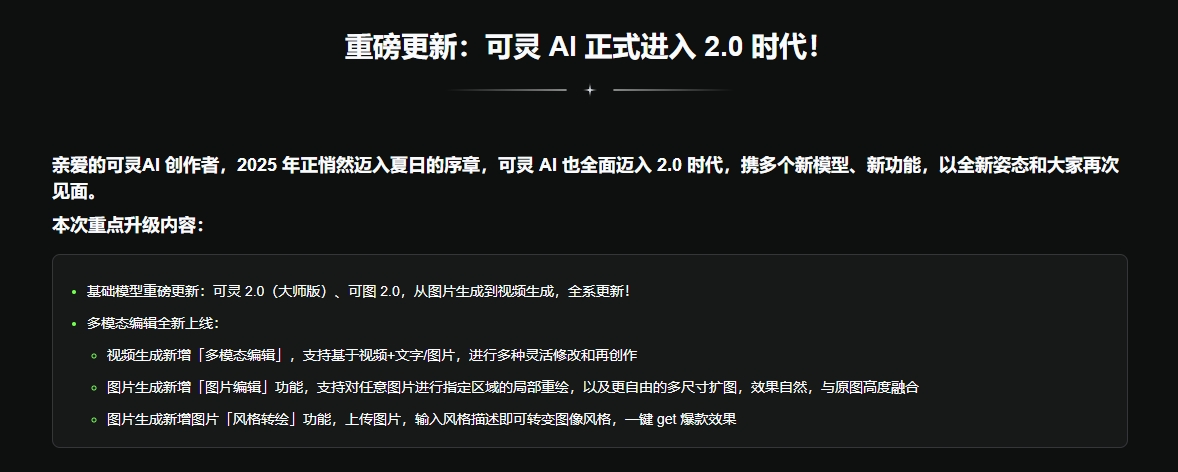 重磅更新：可灵 AI 正式进入 2.0 时代！
亲爱的可灵AI 创作者，2025 年正悄然迈入夏日的序章，可灵 AI 也全面迈入 2.0 时代，携多个新模型、新功能，以全新姿态和大家再次
见面。
本次重点升级内容：
基础模型重磅更新：可灵 2.0（大师版）、可图 2.0，从图片生成到视频生成，全系更新！
多模态编辑全新上线：
视频生成新增「多模态编辑」，支持基于视频+文字/图片，进行多种灵活修改和再创作
图片生成新增「图片编辑」功能，支持对任意图片进行指定区域的局部重绘，以及更自由的多尺寸扩图，效果自然，与原图高度融合
图片生成新增图片「风格转绘」功能，上传图片，输入风格描述即可转变图像风格，一键 get 爆款效果